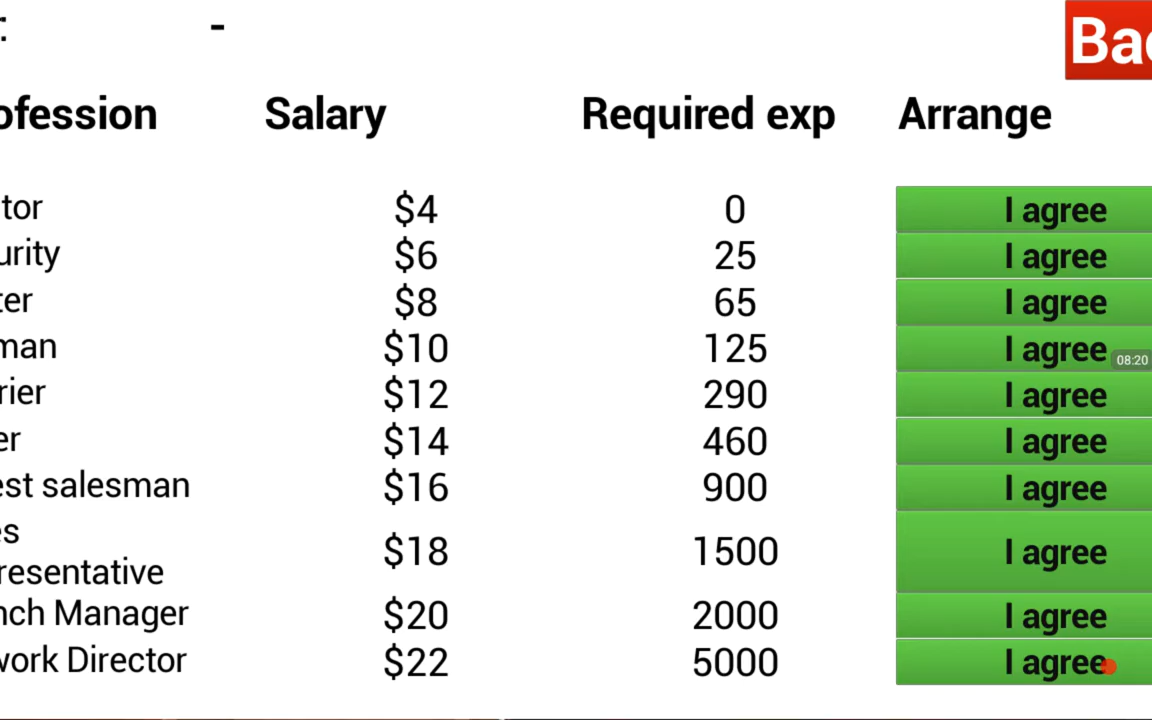 r: -
Bac
ofession Salary Required exp Arrange
tor $4 0 I agree
urity $6 25 I agree
ter $8 65 I agree
man $10 125 I agree
08:20
rier $12 290 I agree
er $14 460 I agree
est salesman $16 900 I agree
es
resentative $18 1500 I agree
nch Manager $20 2000 I agree
work Director $22 5000 I agree